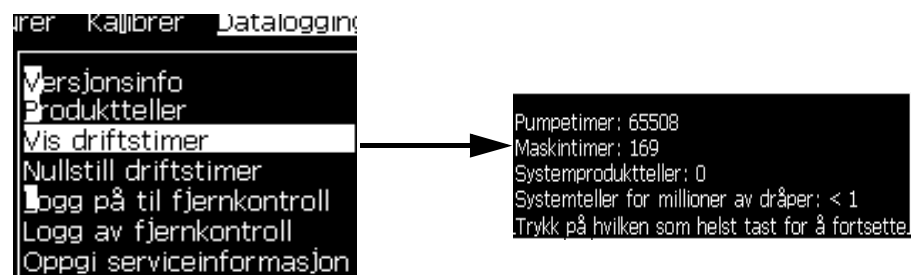 Kalibrer Datalogging
Versjonsinfo
Produktteller
Vis driftstimer
Nullstill driftstimer
Logg på til fjernkontroll
Logg av fjernkontroll
Oppgi serviceinformasjon
Pumpetimer: 65508
Maskintimer: 169
Systemproduktteller: 0
Systemteller for millioner av dråper: < 1
Trykk på hvilken som helst tast for å fortsette.